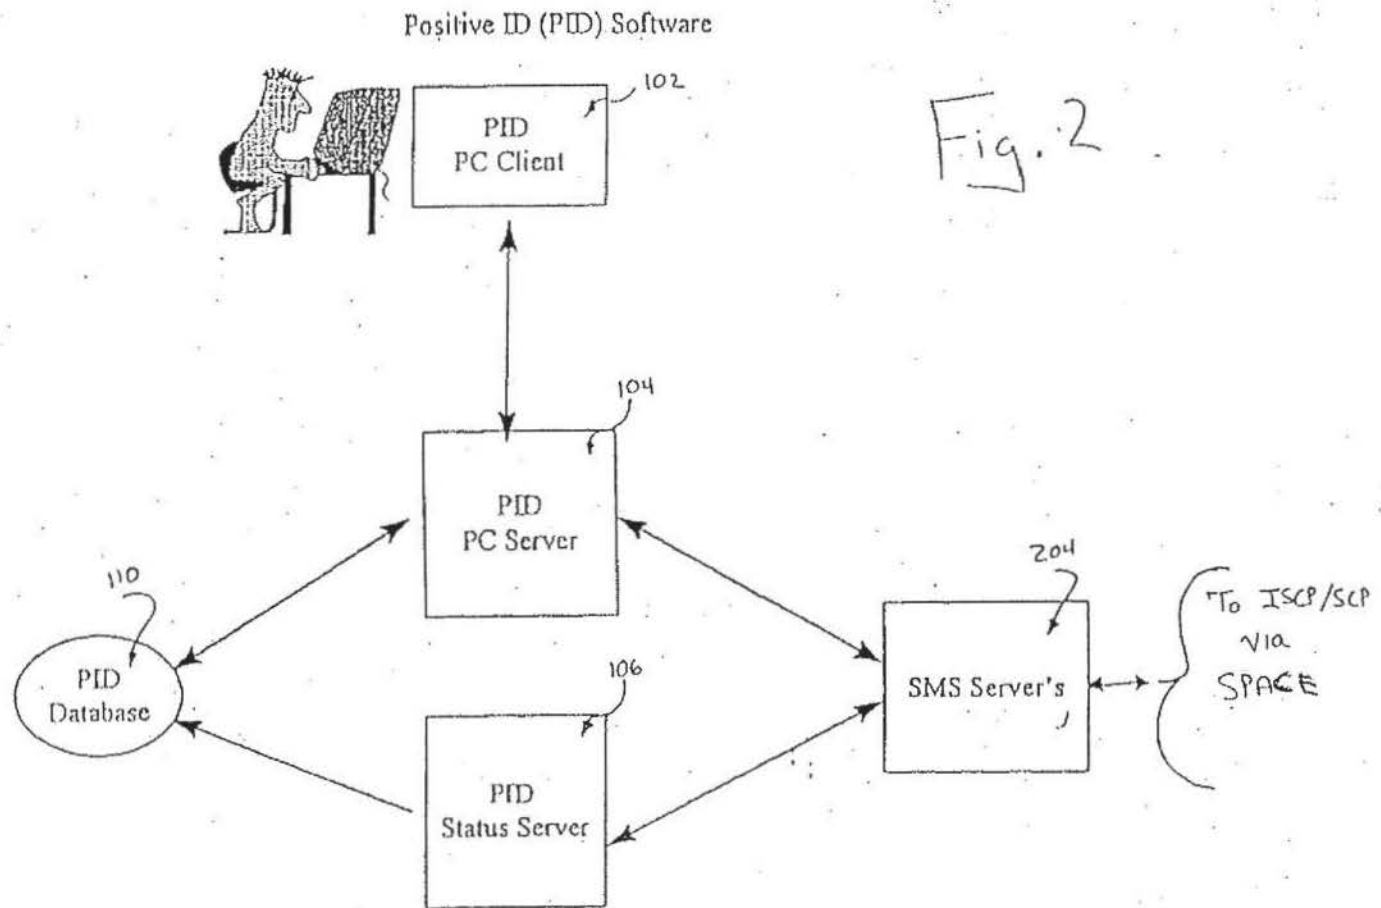 Positive ID (PID) Software
102
PID
PC Client
Fig. 2
104
PID
PC Server
110
PID
Database
106
PID
Status Server
204
SMS Server's
To ISCP/SCP
via
SPACE